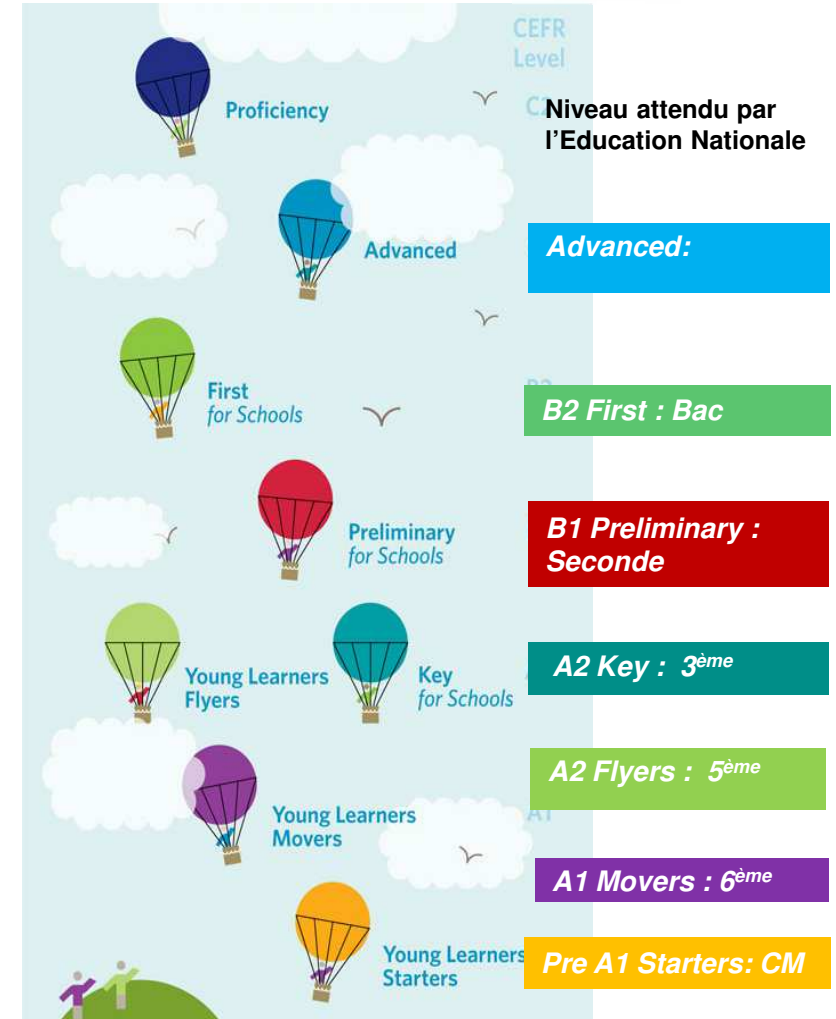 CEFR
Level
C2
Niveau attendu par
l’Education Nationale
Proficiency
Advanced
Advanced:
First
for Schools
B2 First : Bac
Preliminary
for Schools
B1 Preliminary :
Seconde
Young Learners
Flyers
Key
for Schools
A2 Key : 3ème
A2 Flyers : 5ème
Young Learners
Movers
A1
A1 Movers : 6ème
Young Learners
Starters
Pre A1 Starters: CM